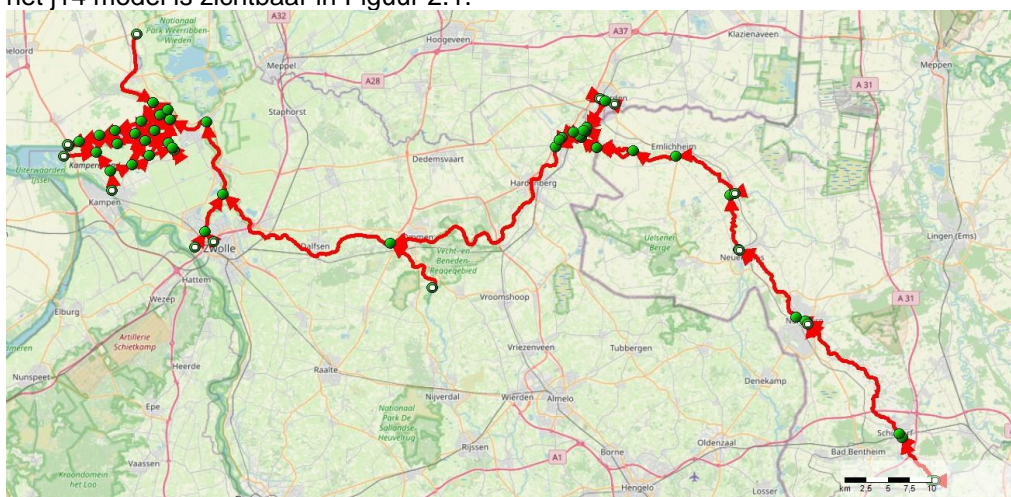 het j14 model is zichtbaar in Figuur 2.1.
Nationaal
Park Weerribben-
Wieden
A32
Meppel
Hoogeveen
A37
Klazienaveen
Meppen
A28
Staphorst
A 31
Dedemsvaart
Emlichheim
Uiterwaarden
IJssel
Kampen
Hardenberg
Zwolle
Dalfsen
Ommen
Vecht- en
Beneden-
Reggegebied
Uelsener
Berge
Lingen (Ems)
Hattem
Wezep
Elburg
Vroomshoop
A 31
Artillerie
Schietkamp
Nunspeet
Heerde
Raalte
Vriezenveen
Tubbergen
Denekamp
Epe
Nijverdal
Wierden
Almelo
Nationaal
Park De
Sallandse
Heuvelrug
Rijssen
Borne
Oldenzaal
Bad Bentheim
Vaassen
Kroondomein
het Loo
A1
Hengelo
Losser
km 2,5 5 7,5 10